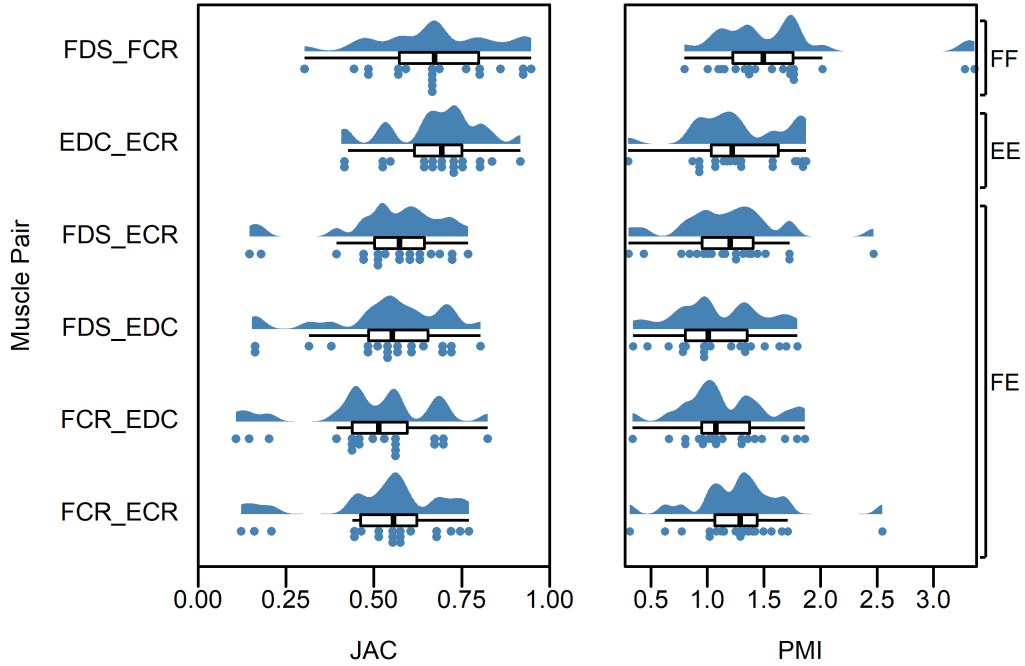 Muscle Pair
FDS_FCR
EDC_ECR
FDS_ECR
FDS_EDC
FCR_EDC
FCR_ECR
0.00 0.25 0.50 0.75 1.00
JAC
0.5 1.0 1.5 2.0 2.5 3.0
PMI
FF
EE
FE